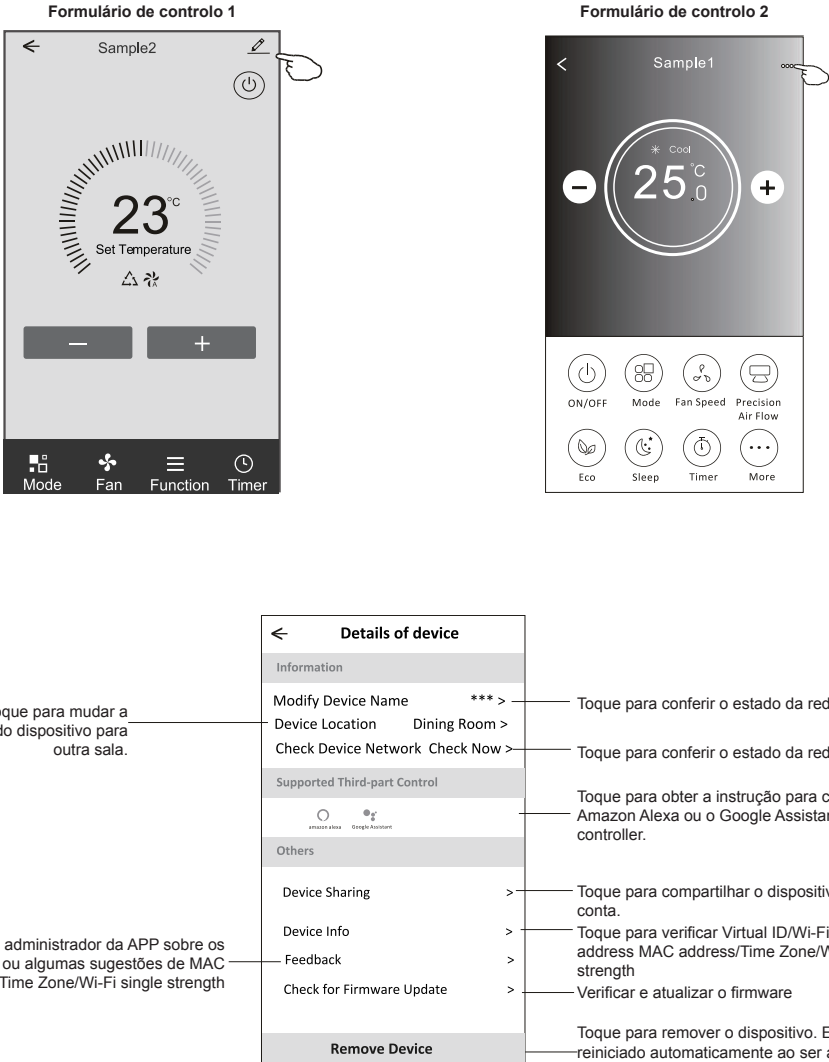 Formulário de controlo 1
Sample2
23 °C
Set Temperature
A
Mode Fan Function Timer
Formulário de controlo 2
Sample1
Cool
25.0 °C
ON/OFF Mode Fan Speed Precision Air Flow
Eco Sleep Timer More
Details of device
Information
Modify Device Name *** >
Device Location Dining Room >
Check Device Network Check Now >
Supported Third-part Control
amazon alexa Google Assistant
Others
Device Sharing >
Device Info >
Feedback >
Check for Firmware Update >
Remove Device
para mudar a
do dispositivo para
outra sala.
administrador da APP sobre os
ou algumas sugestões de MAC
Time Zone/Wi-Fi single strength
Toque para conferir o estado da
Toque para conferir o estado da
Toque para obter a instrução para
Amazon Alexa ou o Google
controller.
Toque para compartilhar o
conta.
Toque para verificar Virtual ID/Wi-Fi
address MAC address/Time
strength
Verificar e atualizar o firmware
Toque para remover o dispositivo.
reiniciado automaticamente ao ser